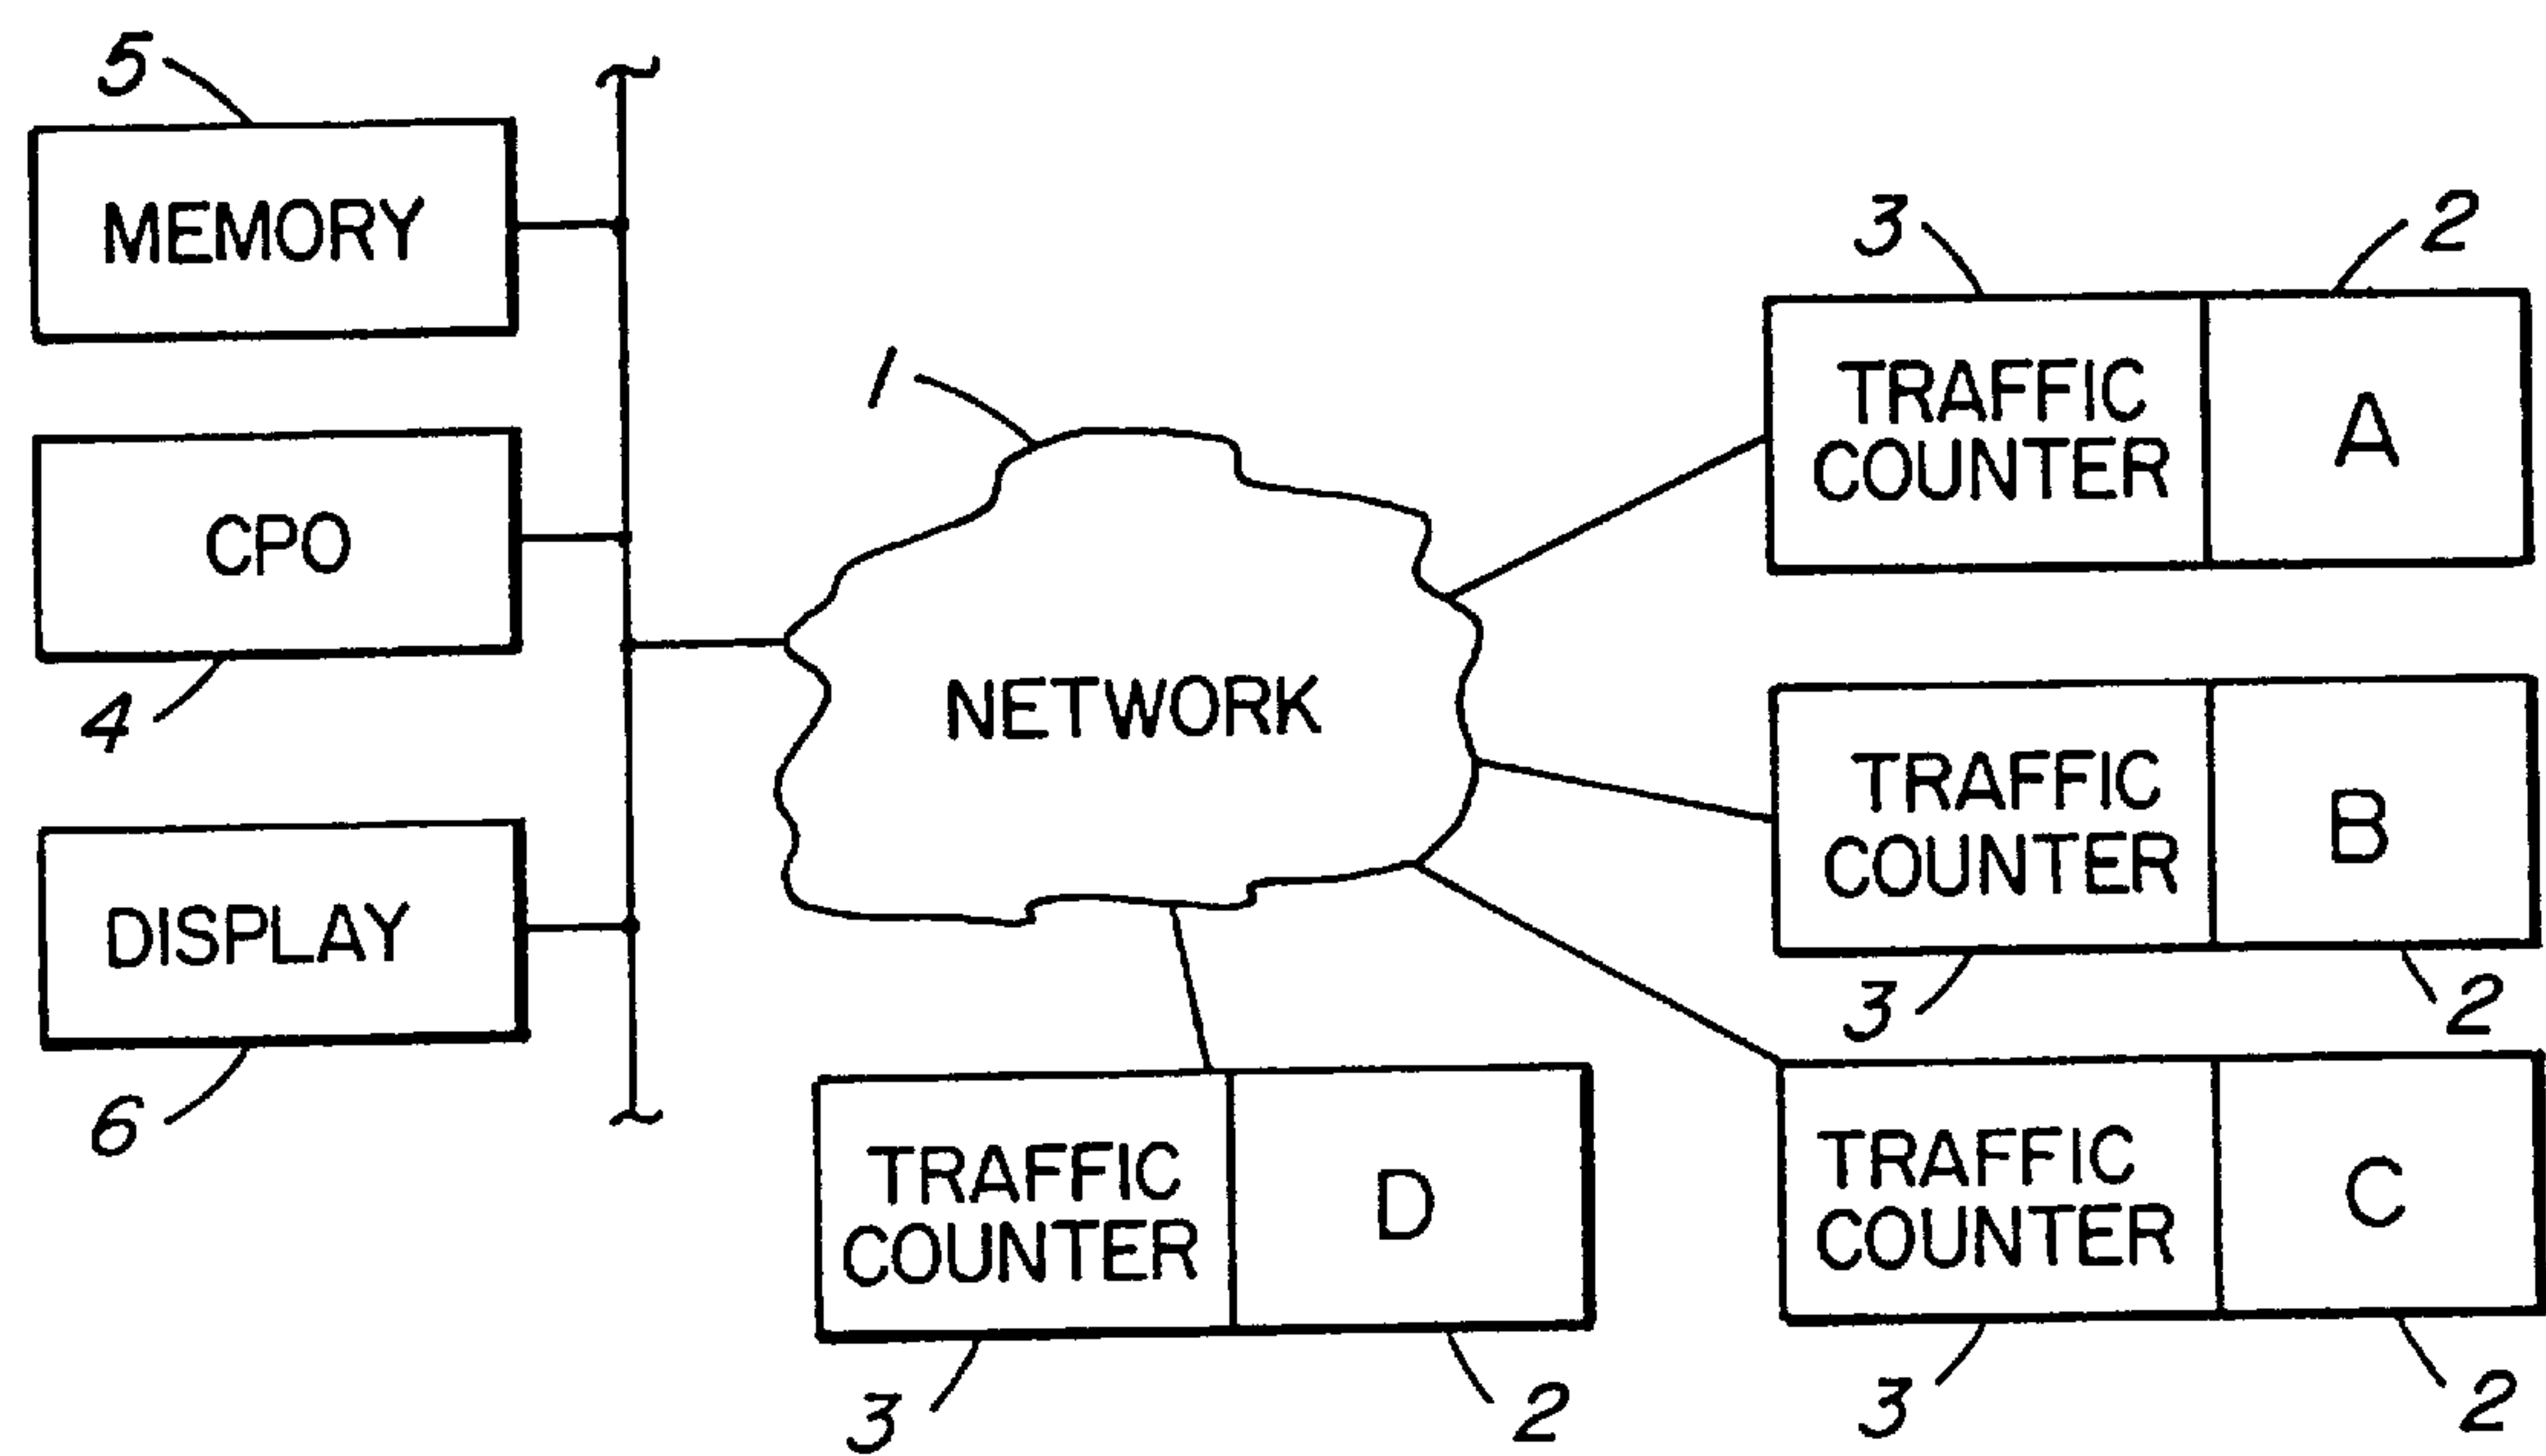 5
MEMORY
CPO
4
DISPLAY
6
1
NETWORK
3 2
TRAFFIC
COUNTER
A
TRAFFIC
COUNTER
B
3 2
TRAFFIC
COUNTER
C
3 2
TRAFFIC
COUNTER
D
3 2